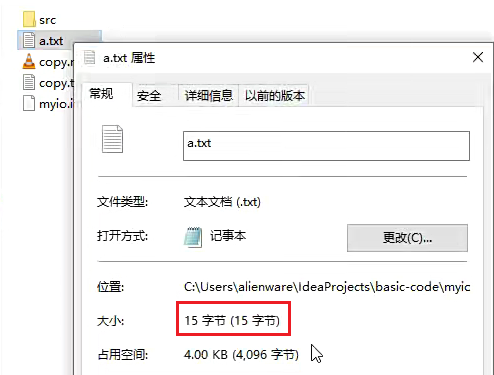 src
a.txt
a.txt 属性
常规
安全
详细信息
以前的版本
a.txt
文件类型:
文本文档 (.txt)
打开方式:
记事本
更改(C)...
位置:
C:\Users\alienware\IdeaProjects\basic-code\myic
大小:
15 字节 (15 字节)
占用空间:
4.00 KB (4,096 字节)